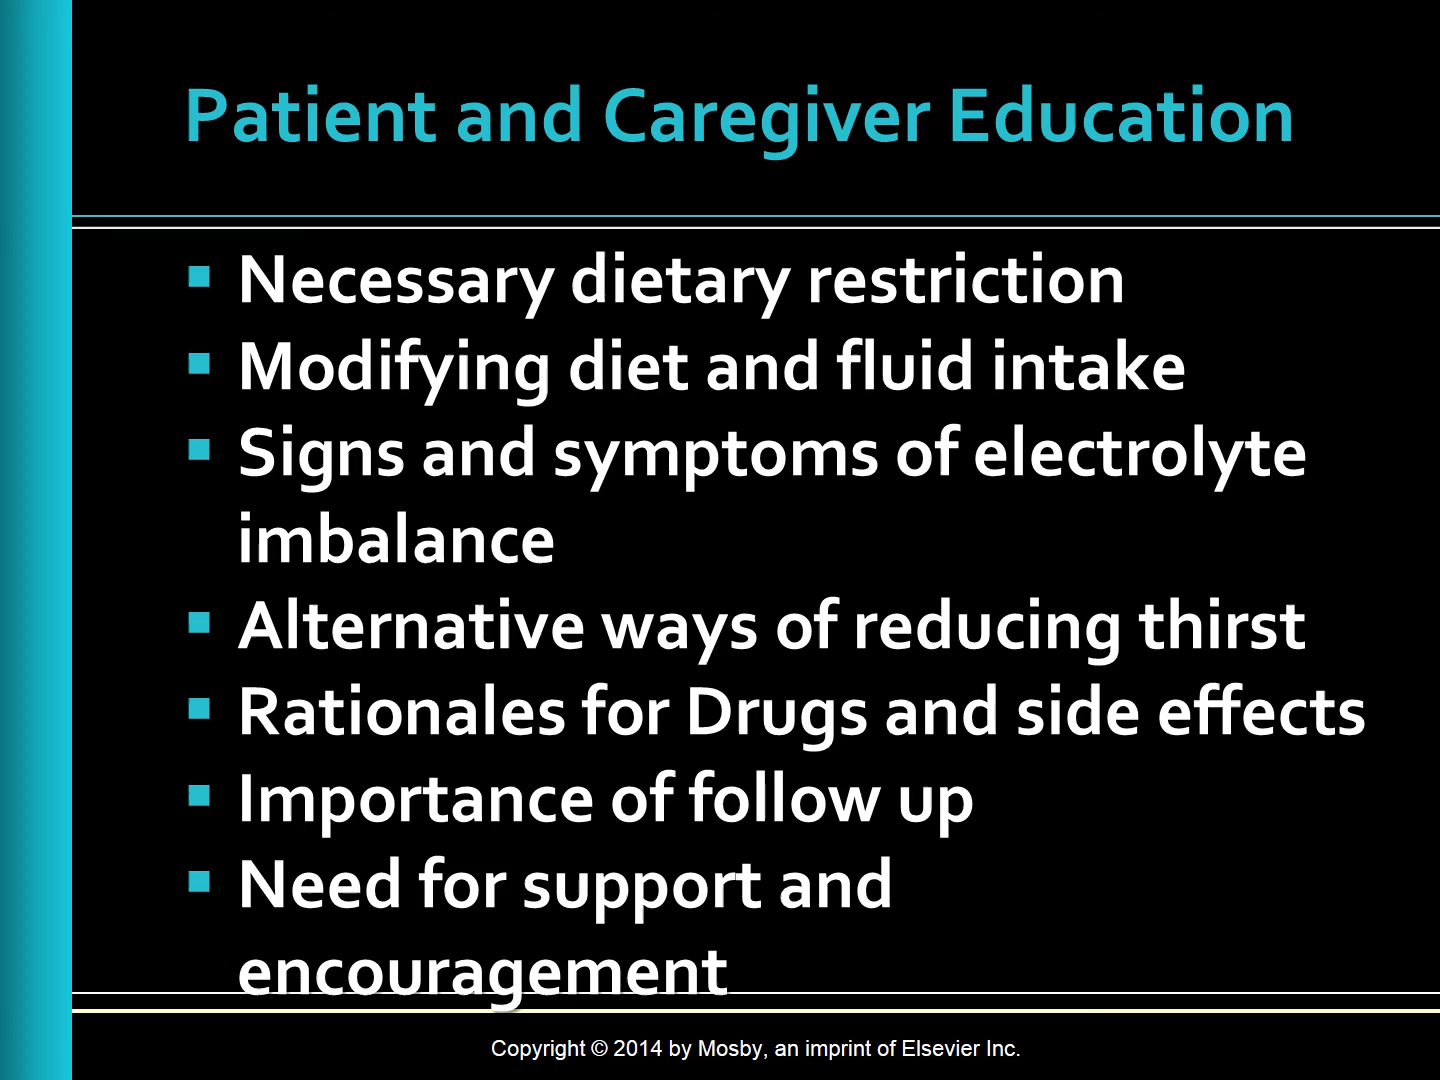 Patient and Caregiver Education
▪ Necessary dietary restriction
▪ Modifying diet and fluid intake
▪ Signs and symptoms of electrolyte
imbalance
▪ Alternative ways of reducing thirst
▪ Rationales for Drugs and side effects
▪ Importance of follow up
▪ Need for support and
encouragement
Copyright © 2014 by Mosby, an imprint of Elsevier Inc.